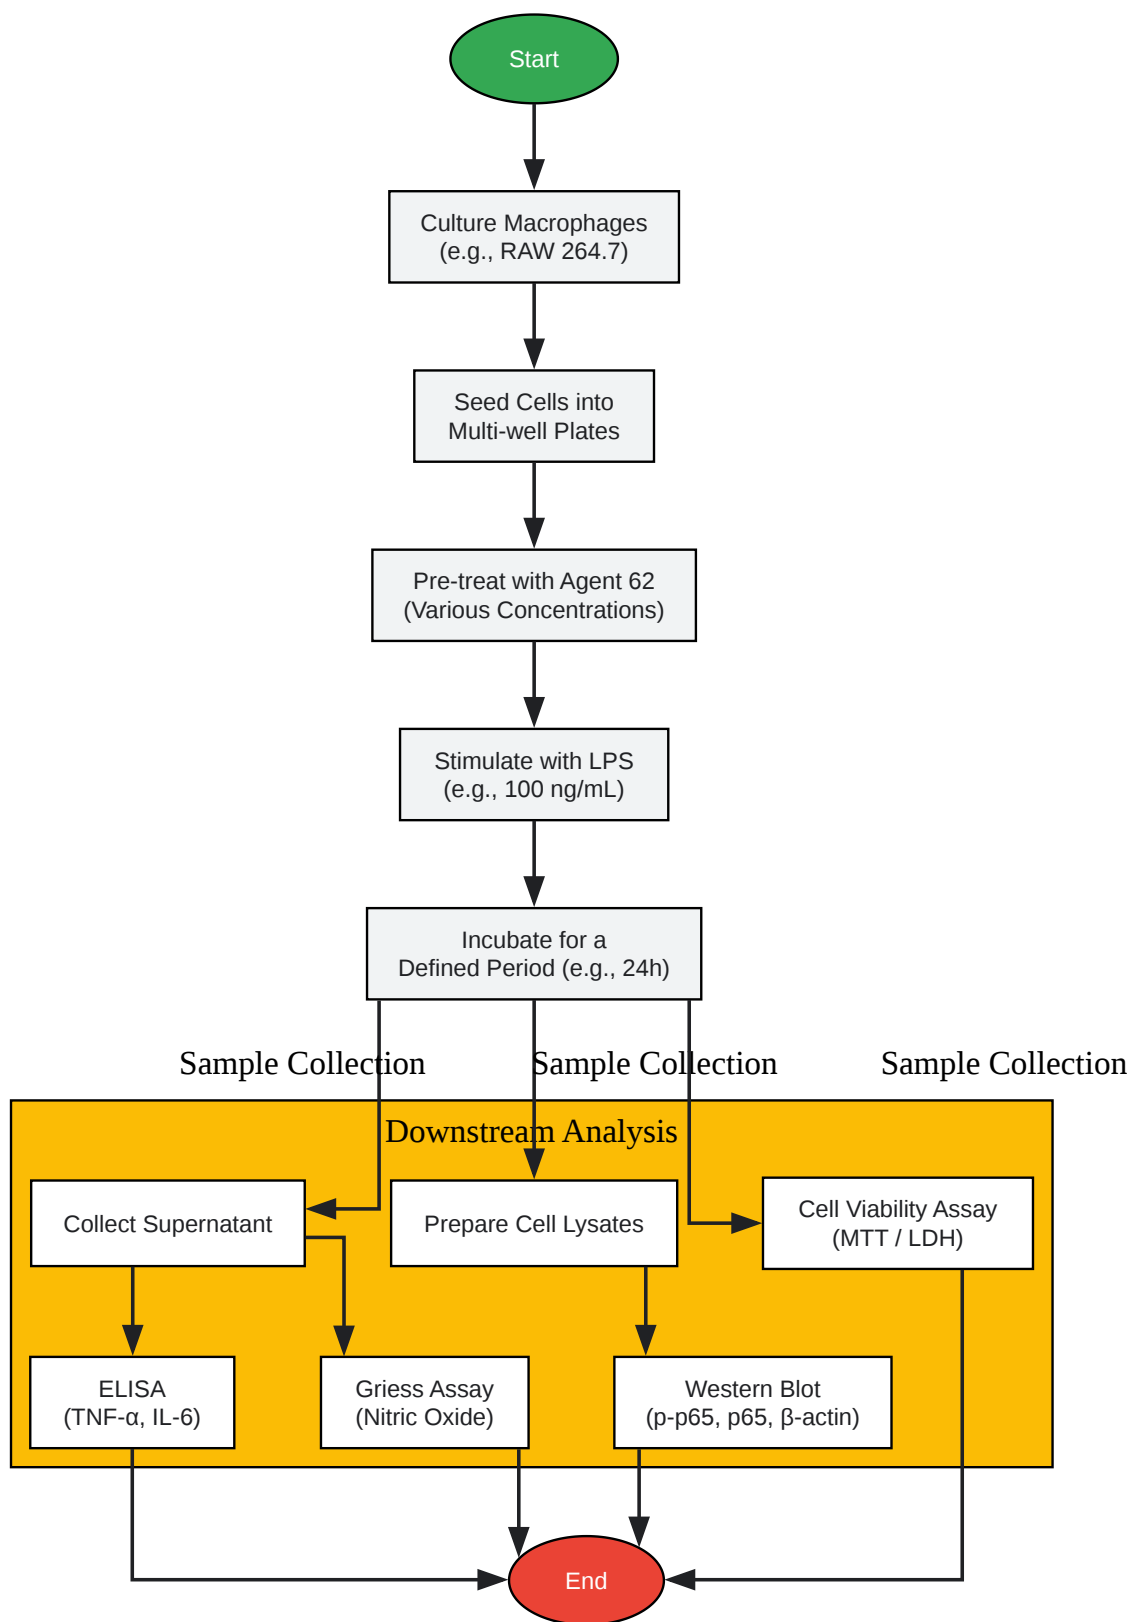 Start
Culture Macrophages
(e.g., RAW 264.7)
Seed Cells into
Multi-well Plates
Pre-treat with Agent 62
(Various Concentrations)
Stimulate with LPS
(e.g., 100 ng/mL)
Incubate for a
Defined Period (e.g., 24h)
Sample Collection
Sample Collection
Sample Collection
Downstream Analysis
Collect Supernatant
Prepare Cell Lysates
Cell Viability Assay
(MTT / LDH)
ELISA
(TNF-α, IL-6)
Griess Assay
(Nitric Oxide)
Western Blot
(p-p65, p65, β-actin)
End